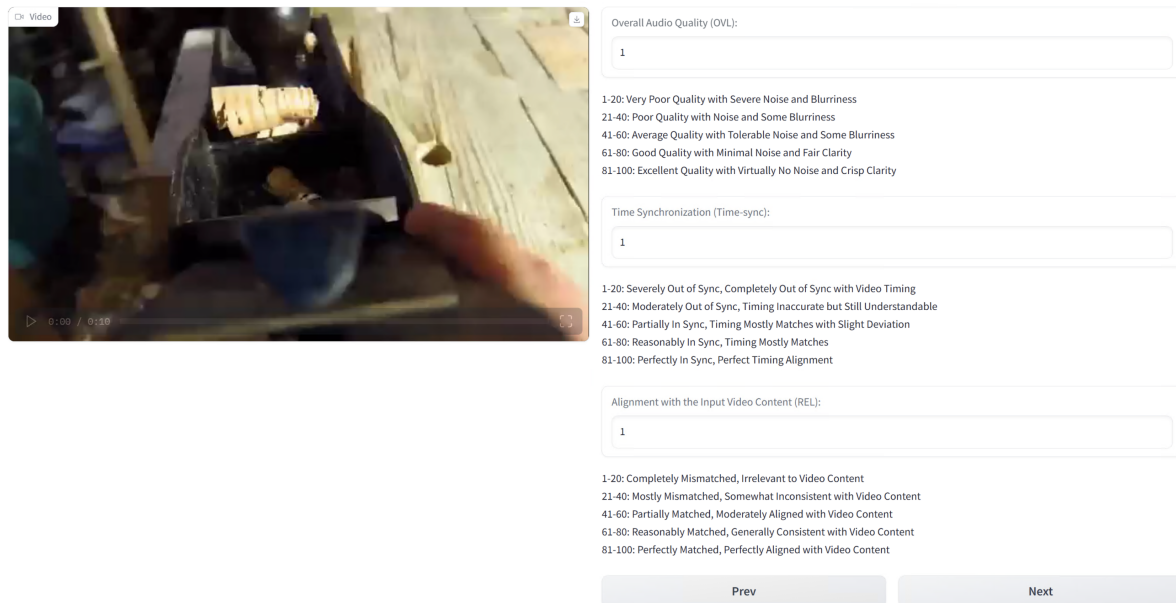 Video
0:00 / 0:10
Overall Audio Quality (OVL):
1
1-20: Very Poor Quality with Severe Noise and Blurriness
21-40: Poor Quality with Noise and Some Blurriness
41-60: Average Quality with Tolerable Noise and Some Blurriness
61-80: Good Quality with Minimal Noise and Fair Clarity
81-100: Excellent Quality with Virtually No Noise and Crisp Clarity
Time Synchronization (Time-sync):
1
1-20: Severely Out of Sync, Completely Out of Sync with Video Timing
21-40: Moderately Out of Sync, Timing Inaccurate but Still Understandable
41-60: Partially In Sync, Timing Mostly Matches with Slight Deviation
61-80: Reasonably In Sync, Timing Mostly Matches
81-100: Perfectly In Sync, Perfect Timing Alignment
Alignment with the Input Video Content (REL):
1
1-20: Completely Mismatched, Irrelevant to Video Content
21-40: Mostly Mismatched, Somewhat Inconsistent with Video Content
41-60: Partially Matched, Moderately Aligned with Video Content
61-80: Reasonably Matched, Generally Consistent with Video Content
81-100: Perfectly Matched, Perfectly Aligned with Video Content
Prev
Next